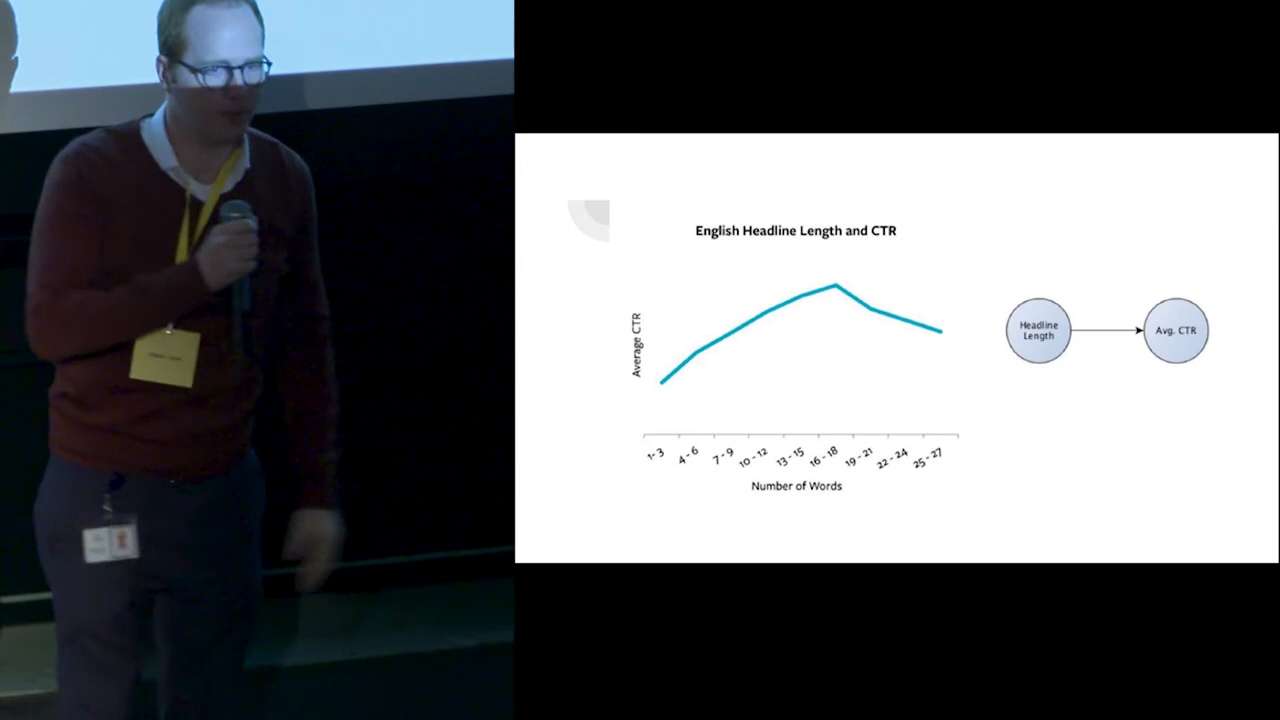 English Headline Length and CTR
Average CTR
1 - 3
4 - 6
7 - 9
10 - 12
13 - 15
16 - 18
19 - 21
22 - 24
25 - 27
Number of Words
Headline
Length
Avg. CTR